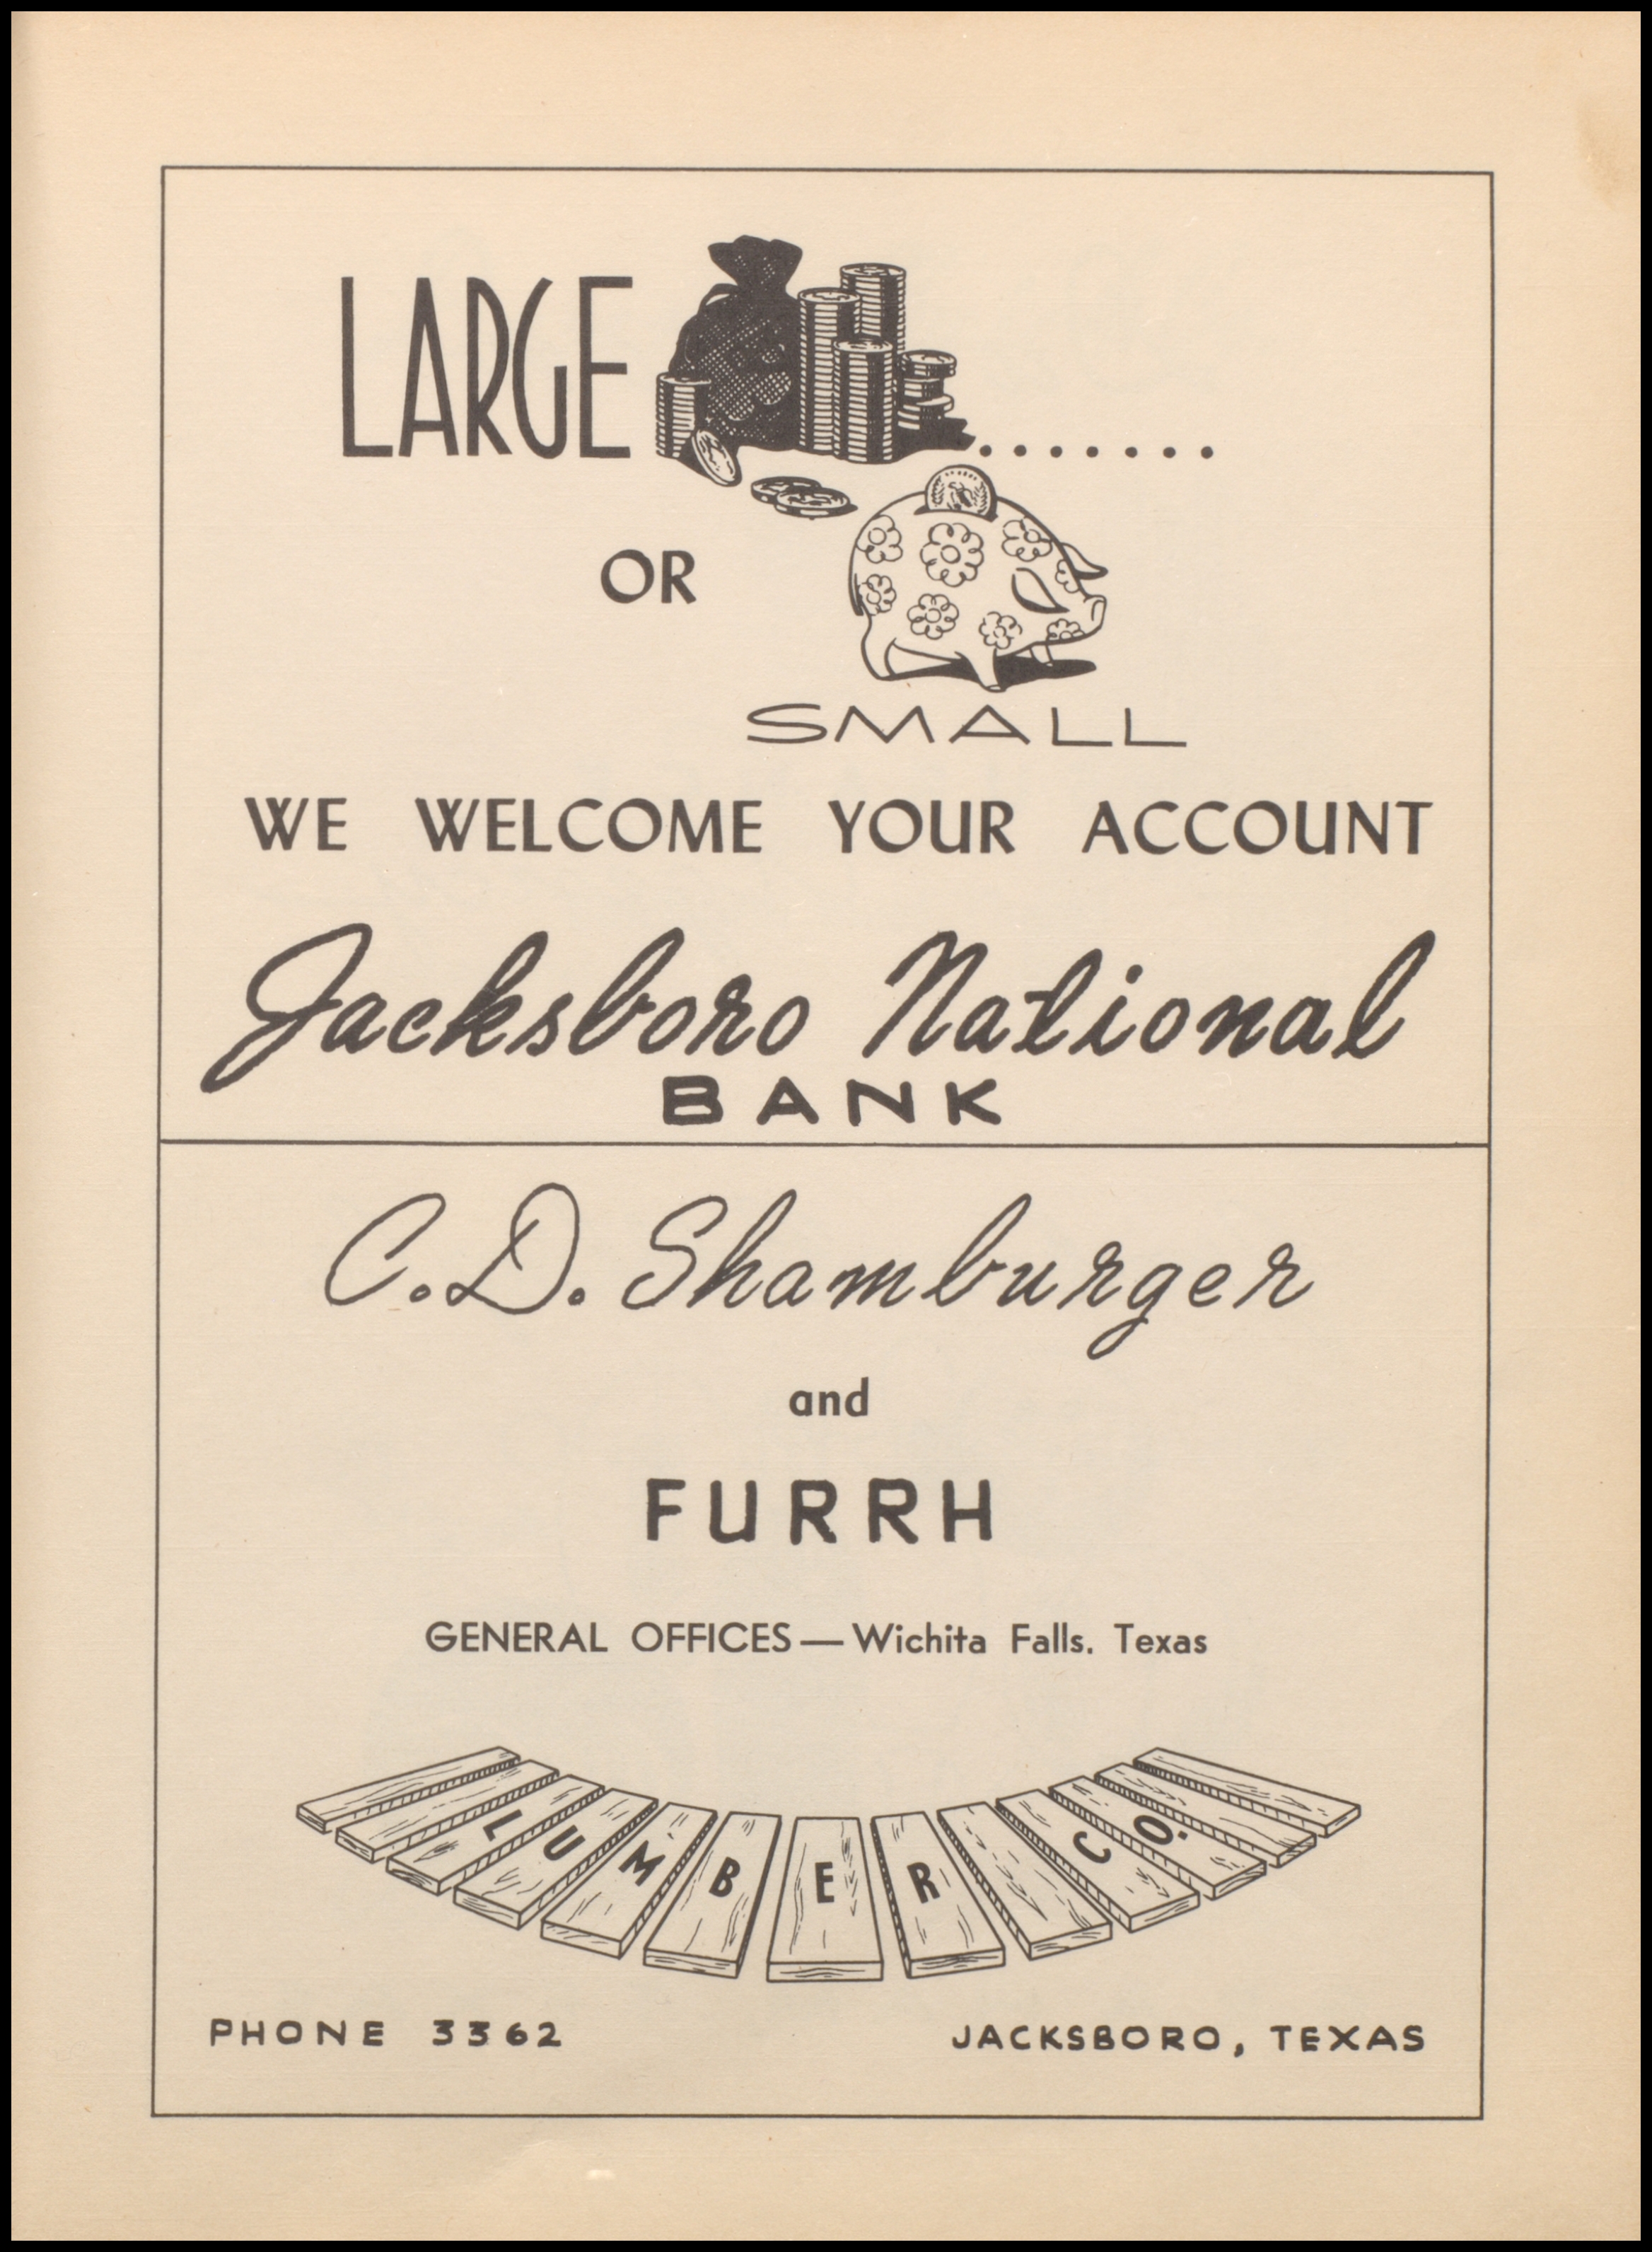 LARGE .......
OR
SMALL
WE WELCOME YOUR ACCOUNT
Jacksboro National
BANK
C. D. Shamburger
and
FURRH
GENERAL OFFICES — Wichita Falls. Texas
LUMBER CO.
PHONE 3362 JACKSBORO, TEXAS